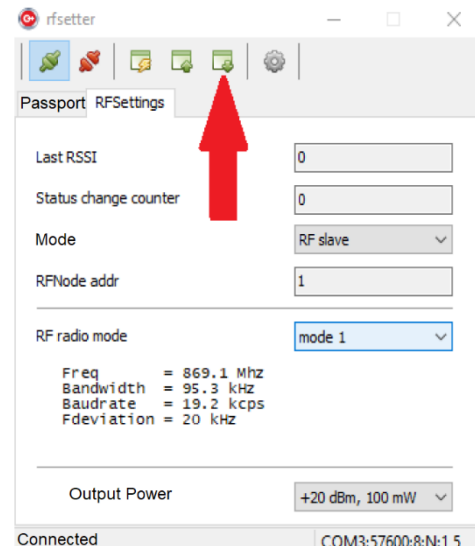 rfsetter
Passport RFSettings
Last RSSI 0
Status change counter 0
Mode RF slave
RFNode addr 1
RF radio mode mode 1
Freq = 869.1 Mhz
Bandwidth = 95.3 kHz
Baudrate = 19.2 kcps
Fdeviation = 20 kHz
Output Power +20 dBm, 100 mW
Connected COM3:57600:8:N:1.5